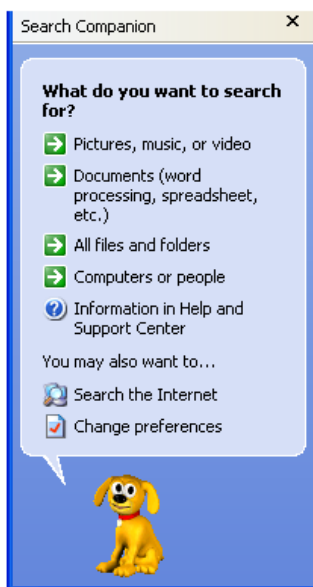 Search Companion
What do you want to search
for?
Pictures, music, or video
Documents (word
processing, spreadsheet,
etc.)
All files and folders
Computers or people
Information in Help and
Support Center
You may also want to...
Search the Internet
Change preferences